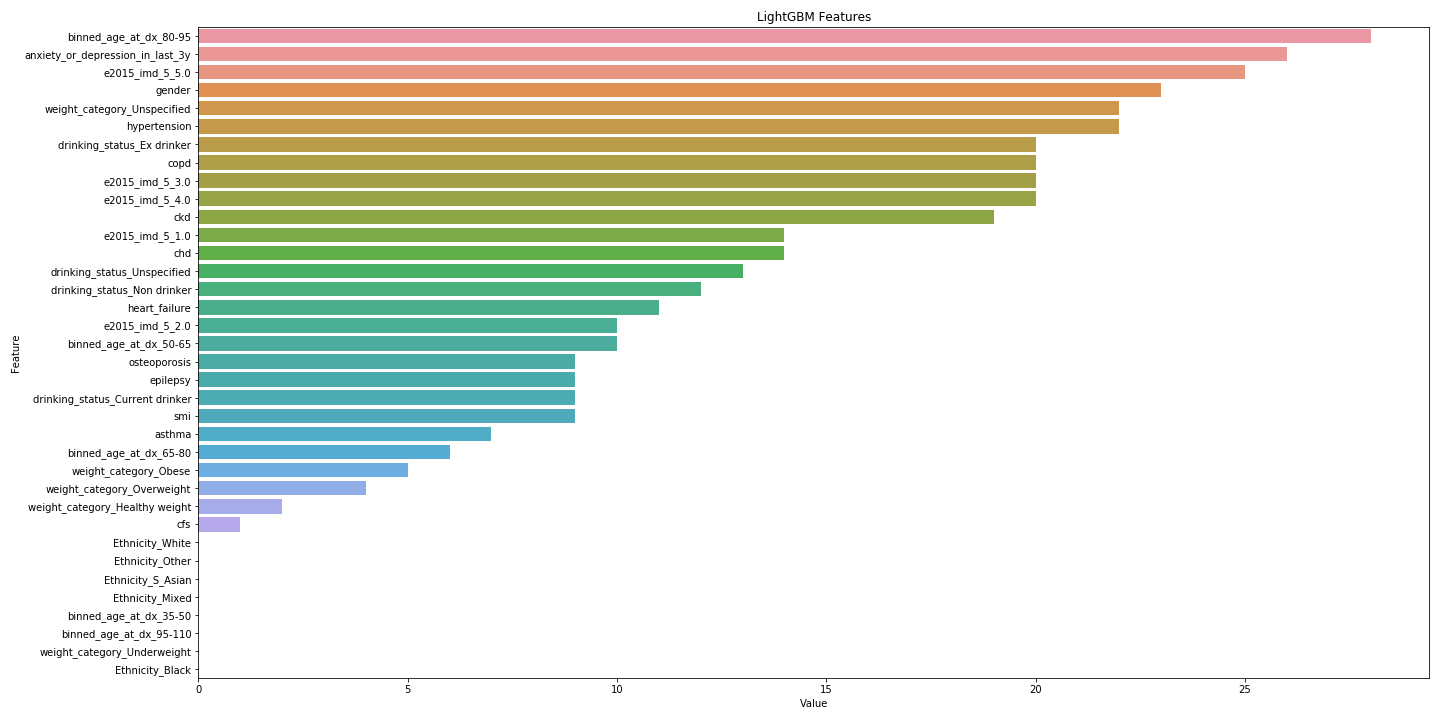 LightGBM Features
binned_age_at_dx_80-95
anxiety_or_depression_in_last_3y
e2015_imd_5_5.0
gender
weight_category_Unspecified
hypertension
drinking_status_Ex drinker
copd
e2015_imd_5_3.0
e2015_imd_5_4.0
ckd
e2015_imd_5_1.0
chd
drinking_status_Unspecified
drinking_status_Non drinker
heart_failure
e2015_imd_5_2.0
binned_age_at_dx_50-65
osteoporosis
epilepsy
drinking_status_Current drinker
smi
asthma
binned_age_at_dx_65-80
weight_category_Obese
weight_category_Overweight
weight_category_Healthy weight
cfs
Ethnicity_White
Ethnicity_Other
Ethnicity_S_Asian
Ethnicity_Mixed
binned_age_at_dx_35-50
binned_age_at_dx_95-110
weight_category_Underweight
Ethnicity_Black
Feature
0 5 10 15 20 25
Value